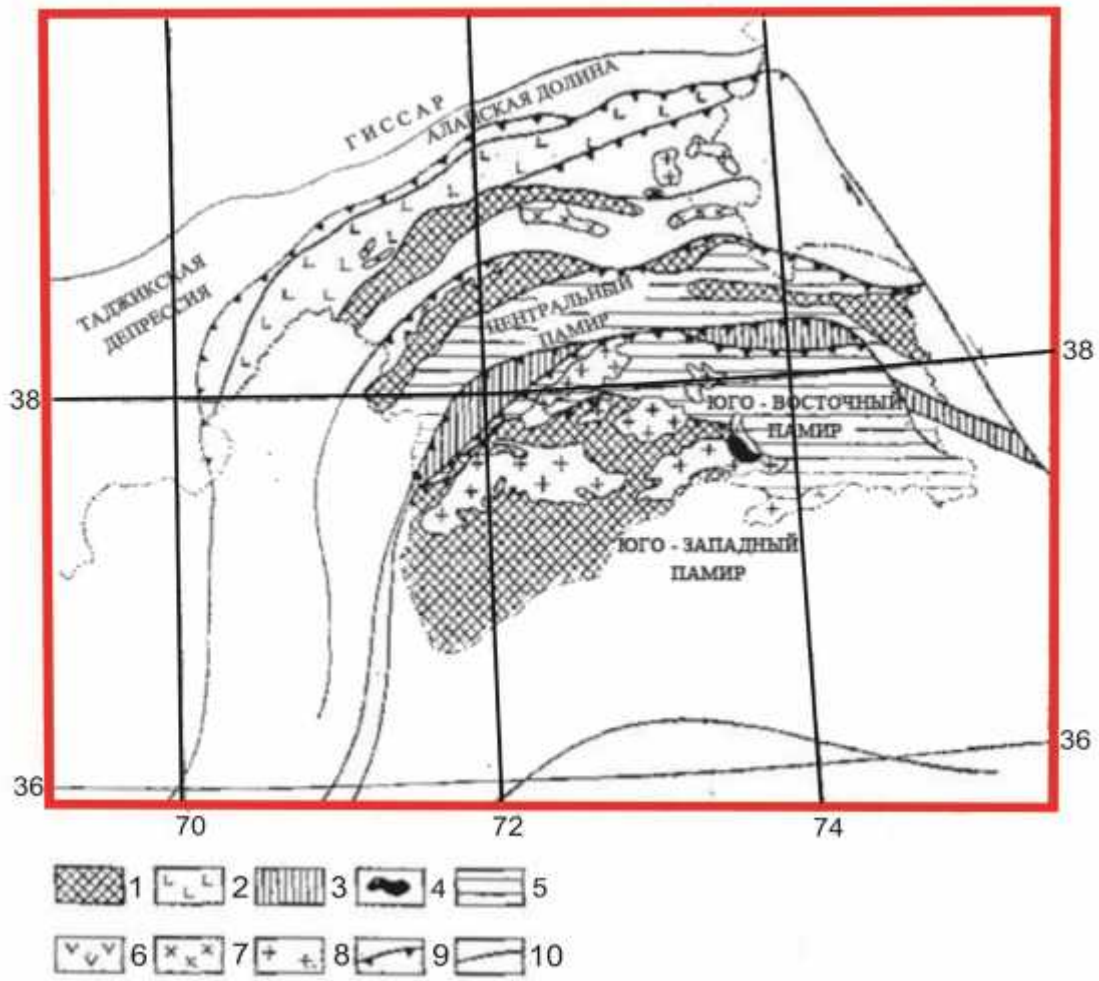 ГИССАР
АЛАЙСКАЯ ДОЛИНА
ТАДЖИКСКАЯ
ДЕПРЕССИЯ
ЦЕНТРАЛЬНЫЙ
ПАМИР
38
38
ЮГО - ВОСТОЧНЫЙ
ПАМИР
ЮГО - ЗАПАДНЫЙ
ПАМИР
36
36
70
72
74
1
2
3
4
5
6
7
8
9
10